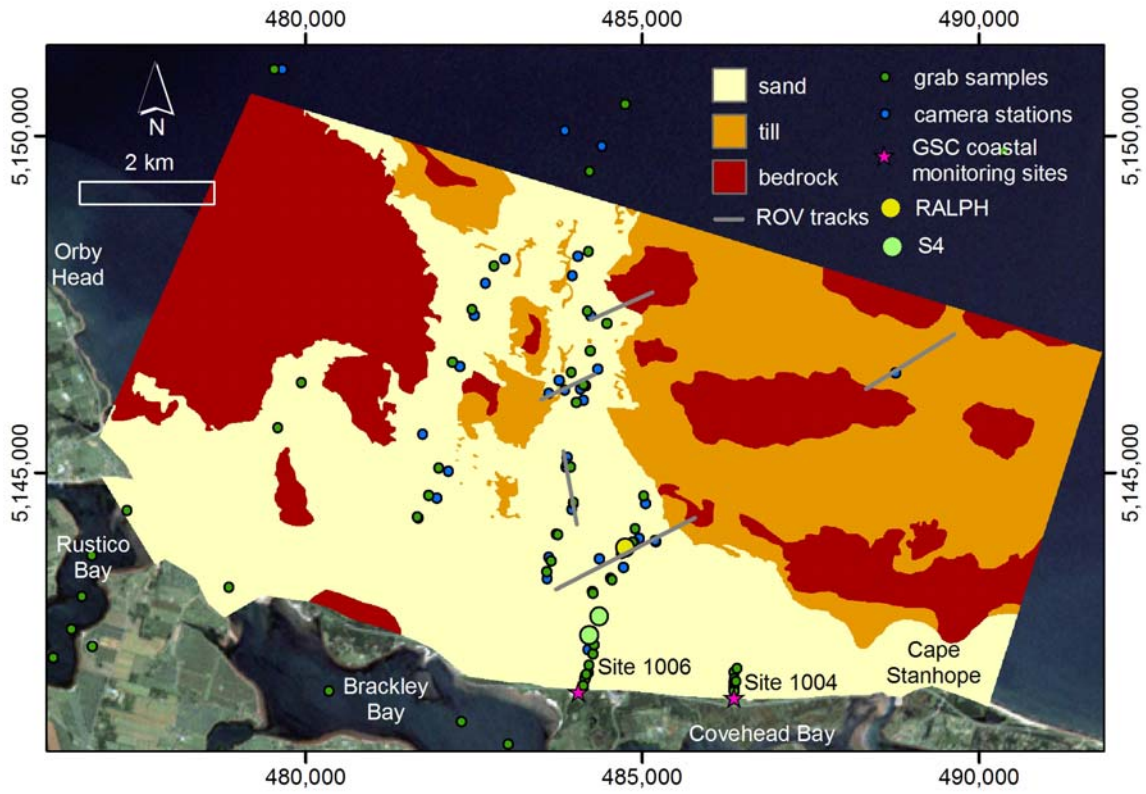 480,000
485,000
490,000
5,150,000
5,150,000
N
2 km
sand
till
bedrock
ROV tracks
grab samples
camera stations
GSC coastal
monitoring sites
RALPH
S4
Orby
Head
5,145,000
5,145,000
Rustico
Bay
Brackley
Bay
Site 1006
Site 1004
Cape
Stanhope
Covehead Bay
480,000
485,000
490,000